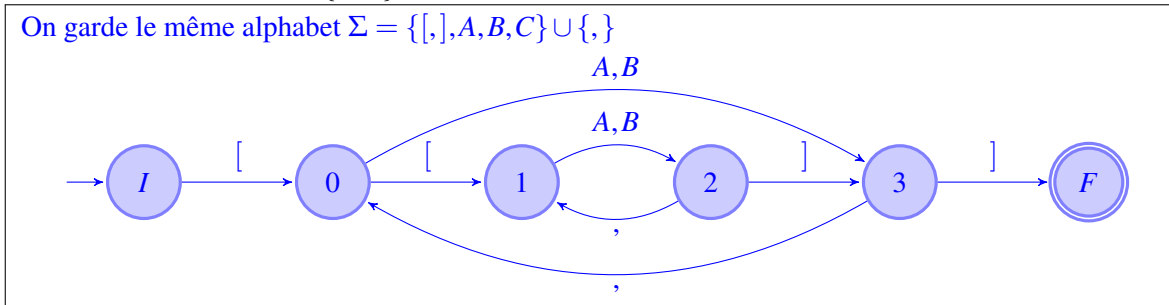 On garde le même alphabet Σ = {[,],A,B,C}∪{,}
A,B
A,B
[ [ ] ]
I 0 1 2 3 F
,
,